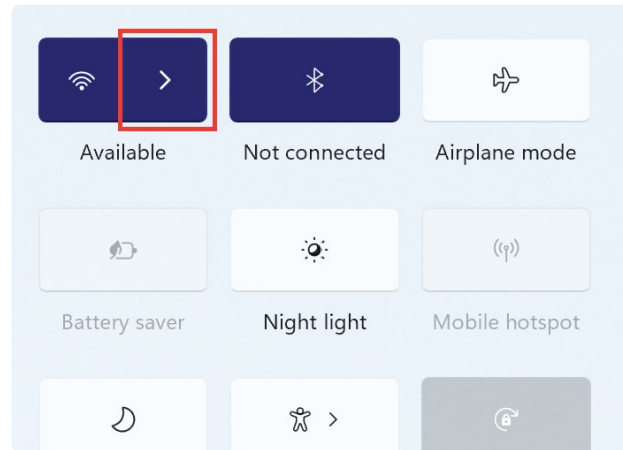 Available
Not connected
Airplane mode
Battery saver
Night light
Mobile hotspot